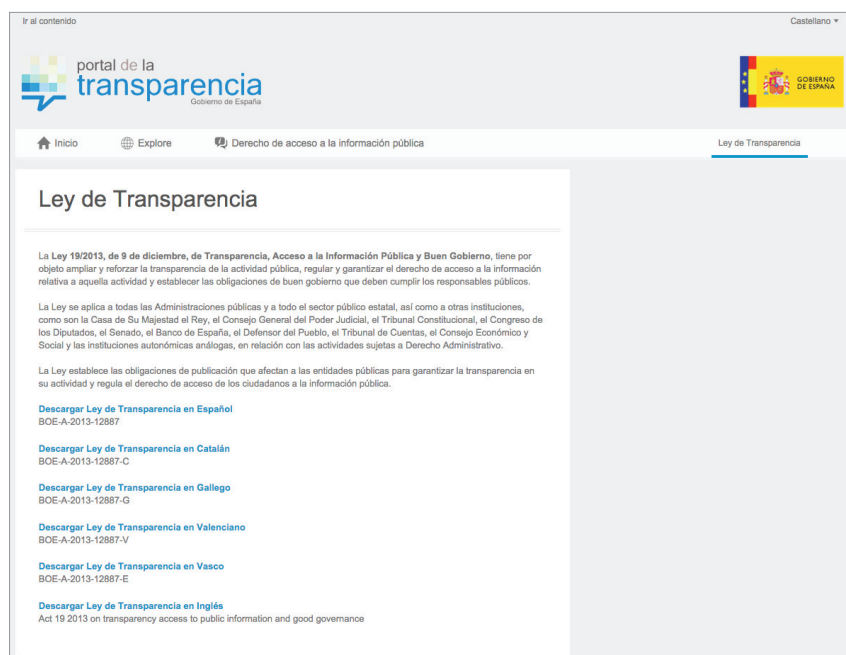 Ir al contenido
Castellano
portal de la
transparencia
Gobierno de España
GOBIERNO
DE ESPAÑA
Inicio
Explore
Derecho de acceso a la información pública
Ley de Transparencia
Ley de Transparencia
La Ley 19/2013, de 9 de diciembre, de Transparencia, Acceso a la Información Pública y Buen Gobierno, tiene por
objeto ampliar y reforzar la transparencia de la actividad pública, regular y garantizar el derecho de acceso a la información
relativa a aquella actividad y establecer las obligaciones de buen gobierno que deben cumplir los responsables públicos.
La Ley se aplica a todas las Administraciones públicas y a todo el sector público estatal, así como a otras instituciones,
como son la Casa de Su Majestad el Rey, el Consejo General del Poder Judicial, el Tribunal Constitucional, el Congreso de
los Diputados, el Senado, el Banco de España, el Defensor del Pueblo, el Tribunal de Cuentas, el Consejo Económico y
Social y las instituciones autonómicas análogas, en relación con las actividades sujetas a Derecho Administrativo.
La Ley establece las obligaciones de publicación que afectan a las entidades públicas para garantizar la transparencia en
su actividad y regula el derecho de acceso de los ciudadanos a la información pública.
Descargar Ley de Transparencia en Español
BOE-A-2013-12887
Descargar Ley de Transparencia en Catalán
BOE-A-2013-12887-C
Descargar Ley de Transparencia en Gallego
BOE-A-2013-12887-G
Descargar Ley de Transparencia en Valenciano
BOE-A-2013-12887-V
Descargar Ley de Transparencia en Vasco
BOE-A-2013-12887-E
Descargar Ley de Transparencia en Inglés
Act 19 2013 on transparency access to public information and good governance